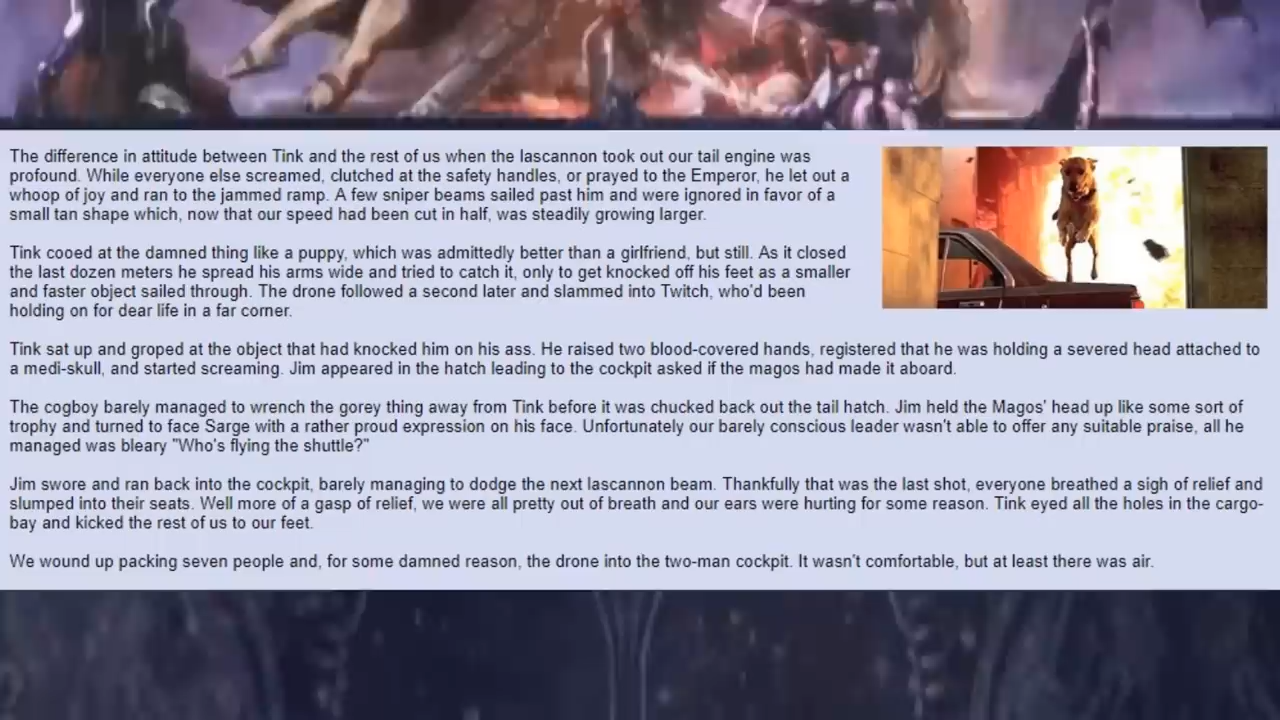 The difference in attitude between Tink and the rest of us when the lascannon took out our tail engine was
profound. While everyone else screamed, clutched at the safety handles, or prayed to the Emperor, he let out a
whoop of joy and ran to the jammed ramp. A few sniper beams sailed past him and were ignored in favor of a
small tan shape which, now that our speed had been cut in half, was steadily growing larger.
Tink cooed at the damned thing like a puppy, which was admittedly better than a girlfriend, but still. As it closed
the last dozen meters he spread his arms wide and tried to catch it, only to get knocked off his feet as a smaller
and faster object sailed through. The drone followed a second later and slammed into Twitch, who'd been
holding on for dear life in a far corner.
Tink sat up and groped at the object that had knocked him on his ass. He raised two blood-covered hands, registered that he was holding a severed head attached to
a medi-skull, and started screaming. Jim appeared in the hatch leading to the cockpit asked if the magos had made it aboard.
The cogboy barely managed to wrench the gorey thing away from Tink before it was chucked back out the tail hatch. Jim held the Magos' head up like some sort of
trophy and turned to face Sarge with a rather proud expression on his face. Unfortunately our barely conscious leader wasn't able to offer any suitable praise, all he
managed was bleary "Who's flying the shuttle?"
Jim swore and ran back into the cockpit, barely managing to dodge the next lascannon beam. Thankfully that was the last shot, everyone breathed a sigh of relief and
slumped into their seats. Well more of a gasp of relief, we were all pretty out of breath and our ears were hurting for some reason. Tink eyed all the holes in the cargo-
bay and kicked the rest of us to our feet.
We wound up packing seven people and, for some damned reason, the drone into the two-man cockpit. It wasn't comfortable, but at least there was air.